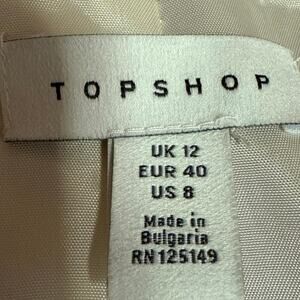 TOPSHOP
UK 12
EUR 40
US 8
Made in
Bulgaria
RN125149